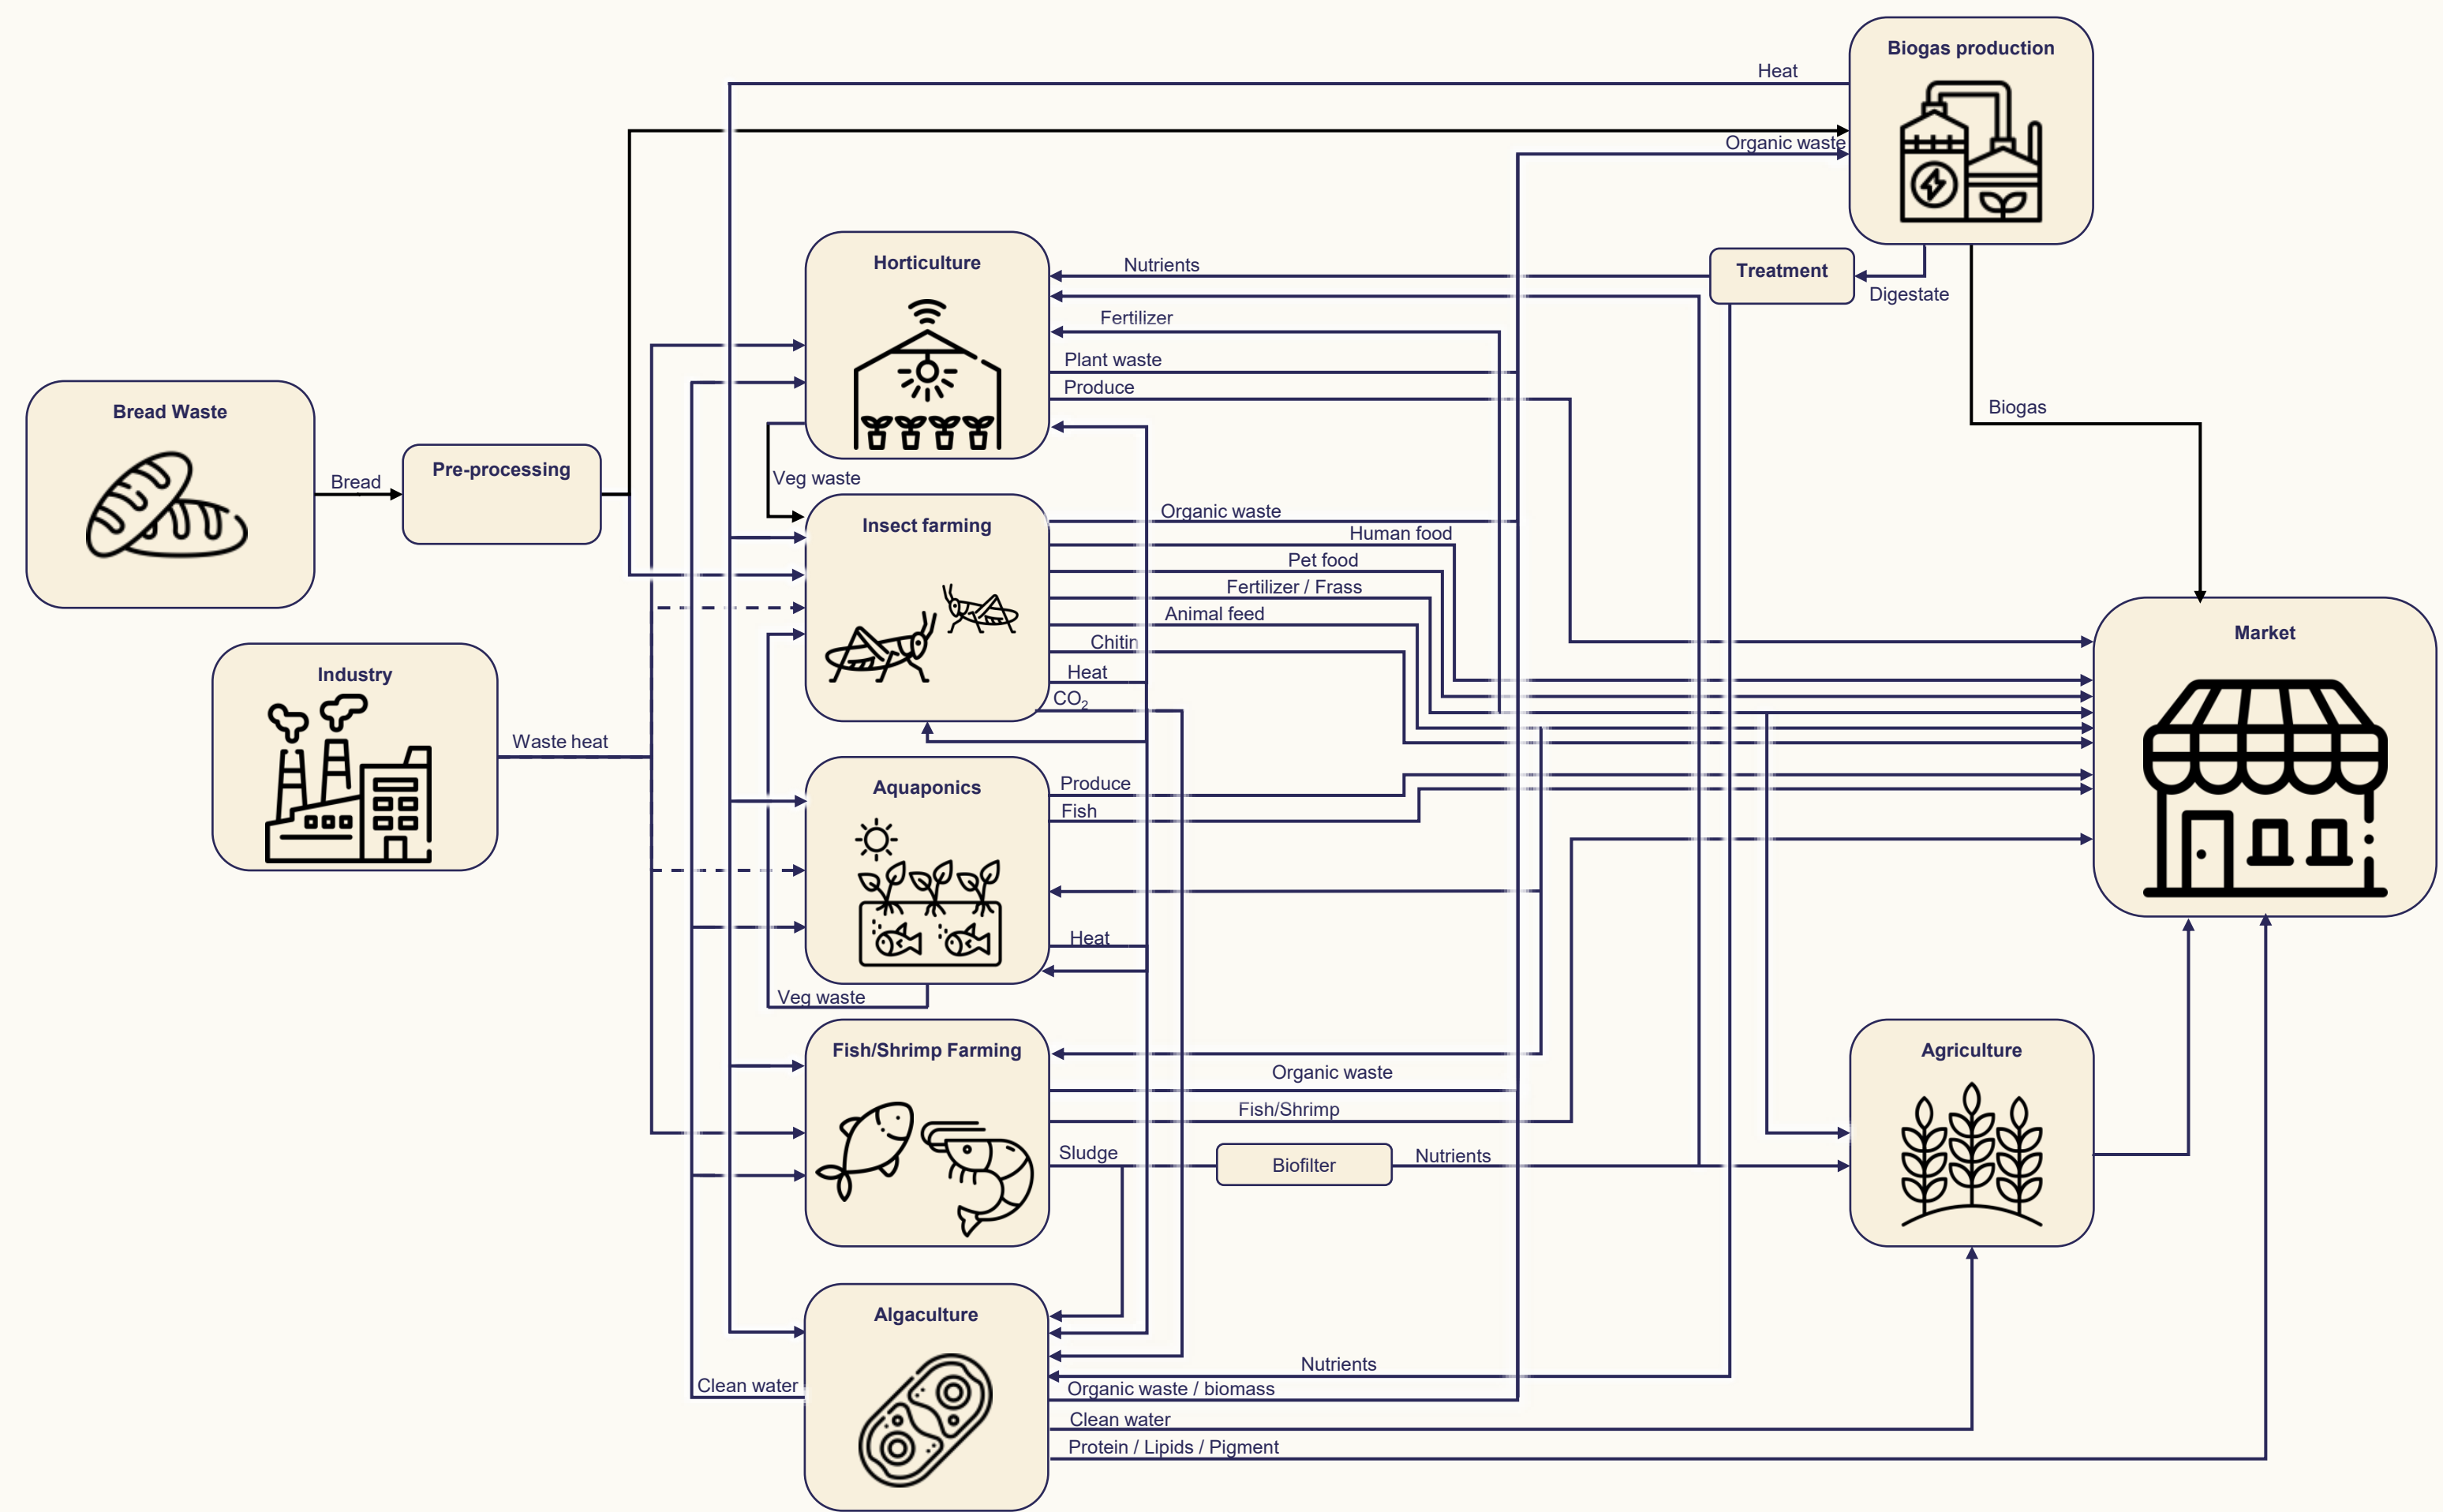 Biogas production
Heat
Organic waste
Horticulture
Nutrients
Treatment
Digestate
Fertilizer
Plant waste
Produce
Biogas
Bread Waste
Bread
Pre-processing
Veg waste
Insect farming
Organic waste
Human food
Pet food
Fertilizer / Frass
Animal feed
Chitin
Heat
CO2
Market
Industry
Waste heat
Aquaponics
Produce
Fish
Heat
Veg waste
Fish/Shrimp Farming
Organic waste
Fish/Shrimp
Sludge
Biofilter
Nutrients
Agriculture
Algaculture
Nutrients
Clean water
Organic waste / biomass
Clean water
Protein / Lipids / Pigment